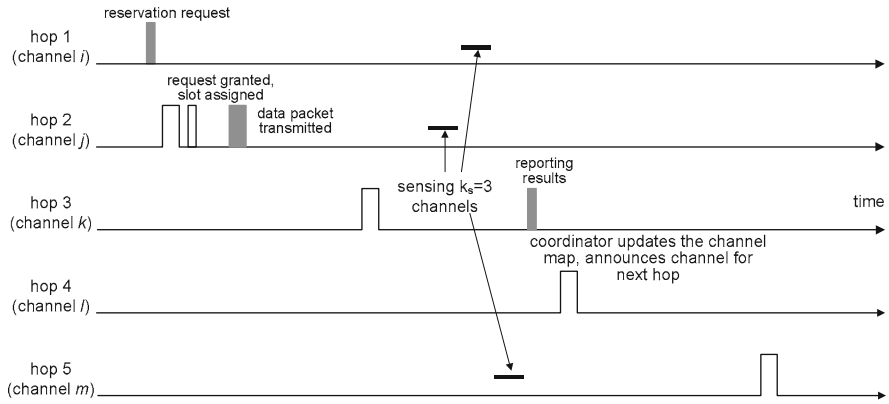 reservation request
hop 1
(channel i)
request granted,
slot assigned
hop 2
(channel j)
data packet
transmitted
sensing ks=3
channels
reporting
results
hop 3
(channel k)
time
coordinator updates the channel
map, announces channel for
next hop
hop 4
(channel l)
hop 5
(channel m)